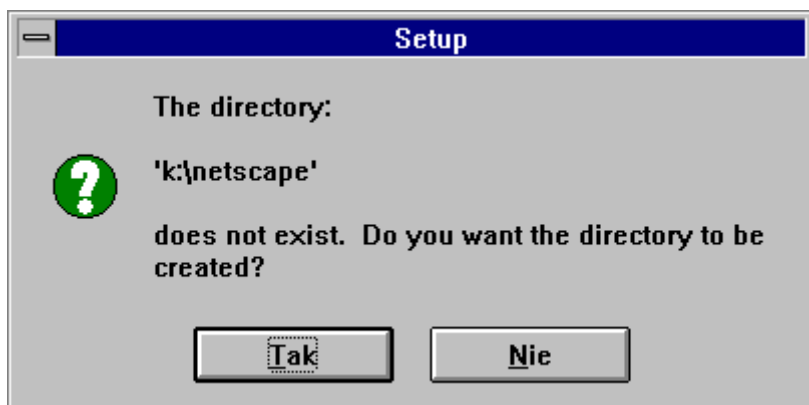 Setup
The directory:
'k:\netscape'
does not exist.  Do you want the directory to be
created?
Tak
Nie